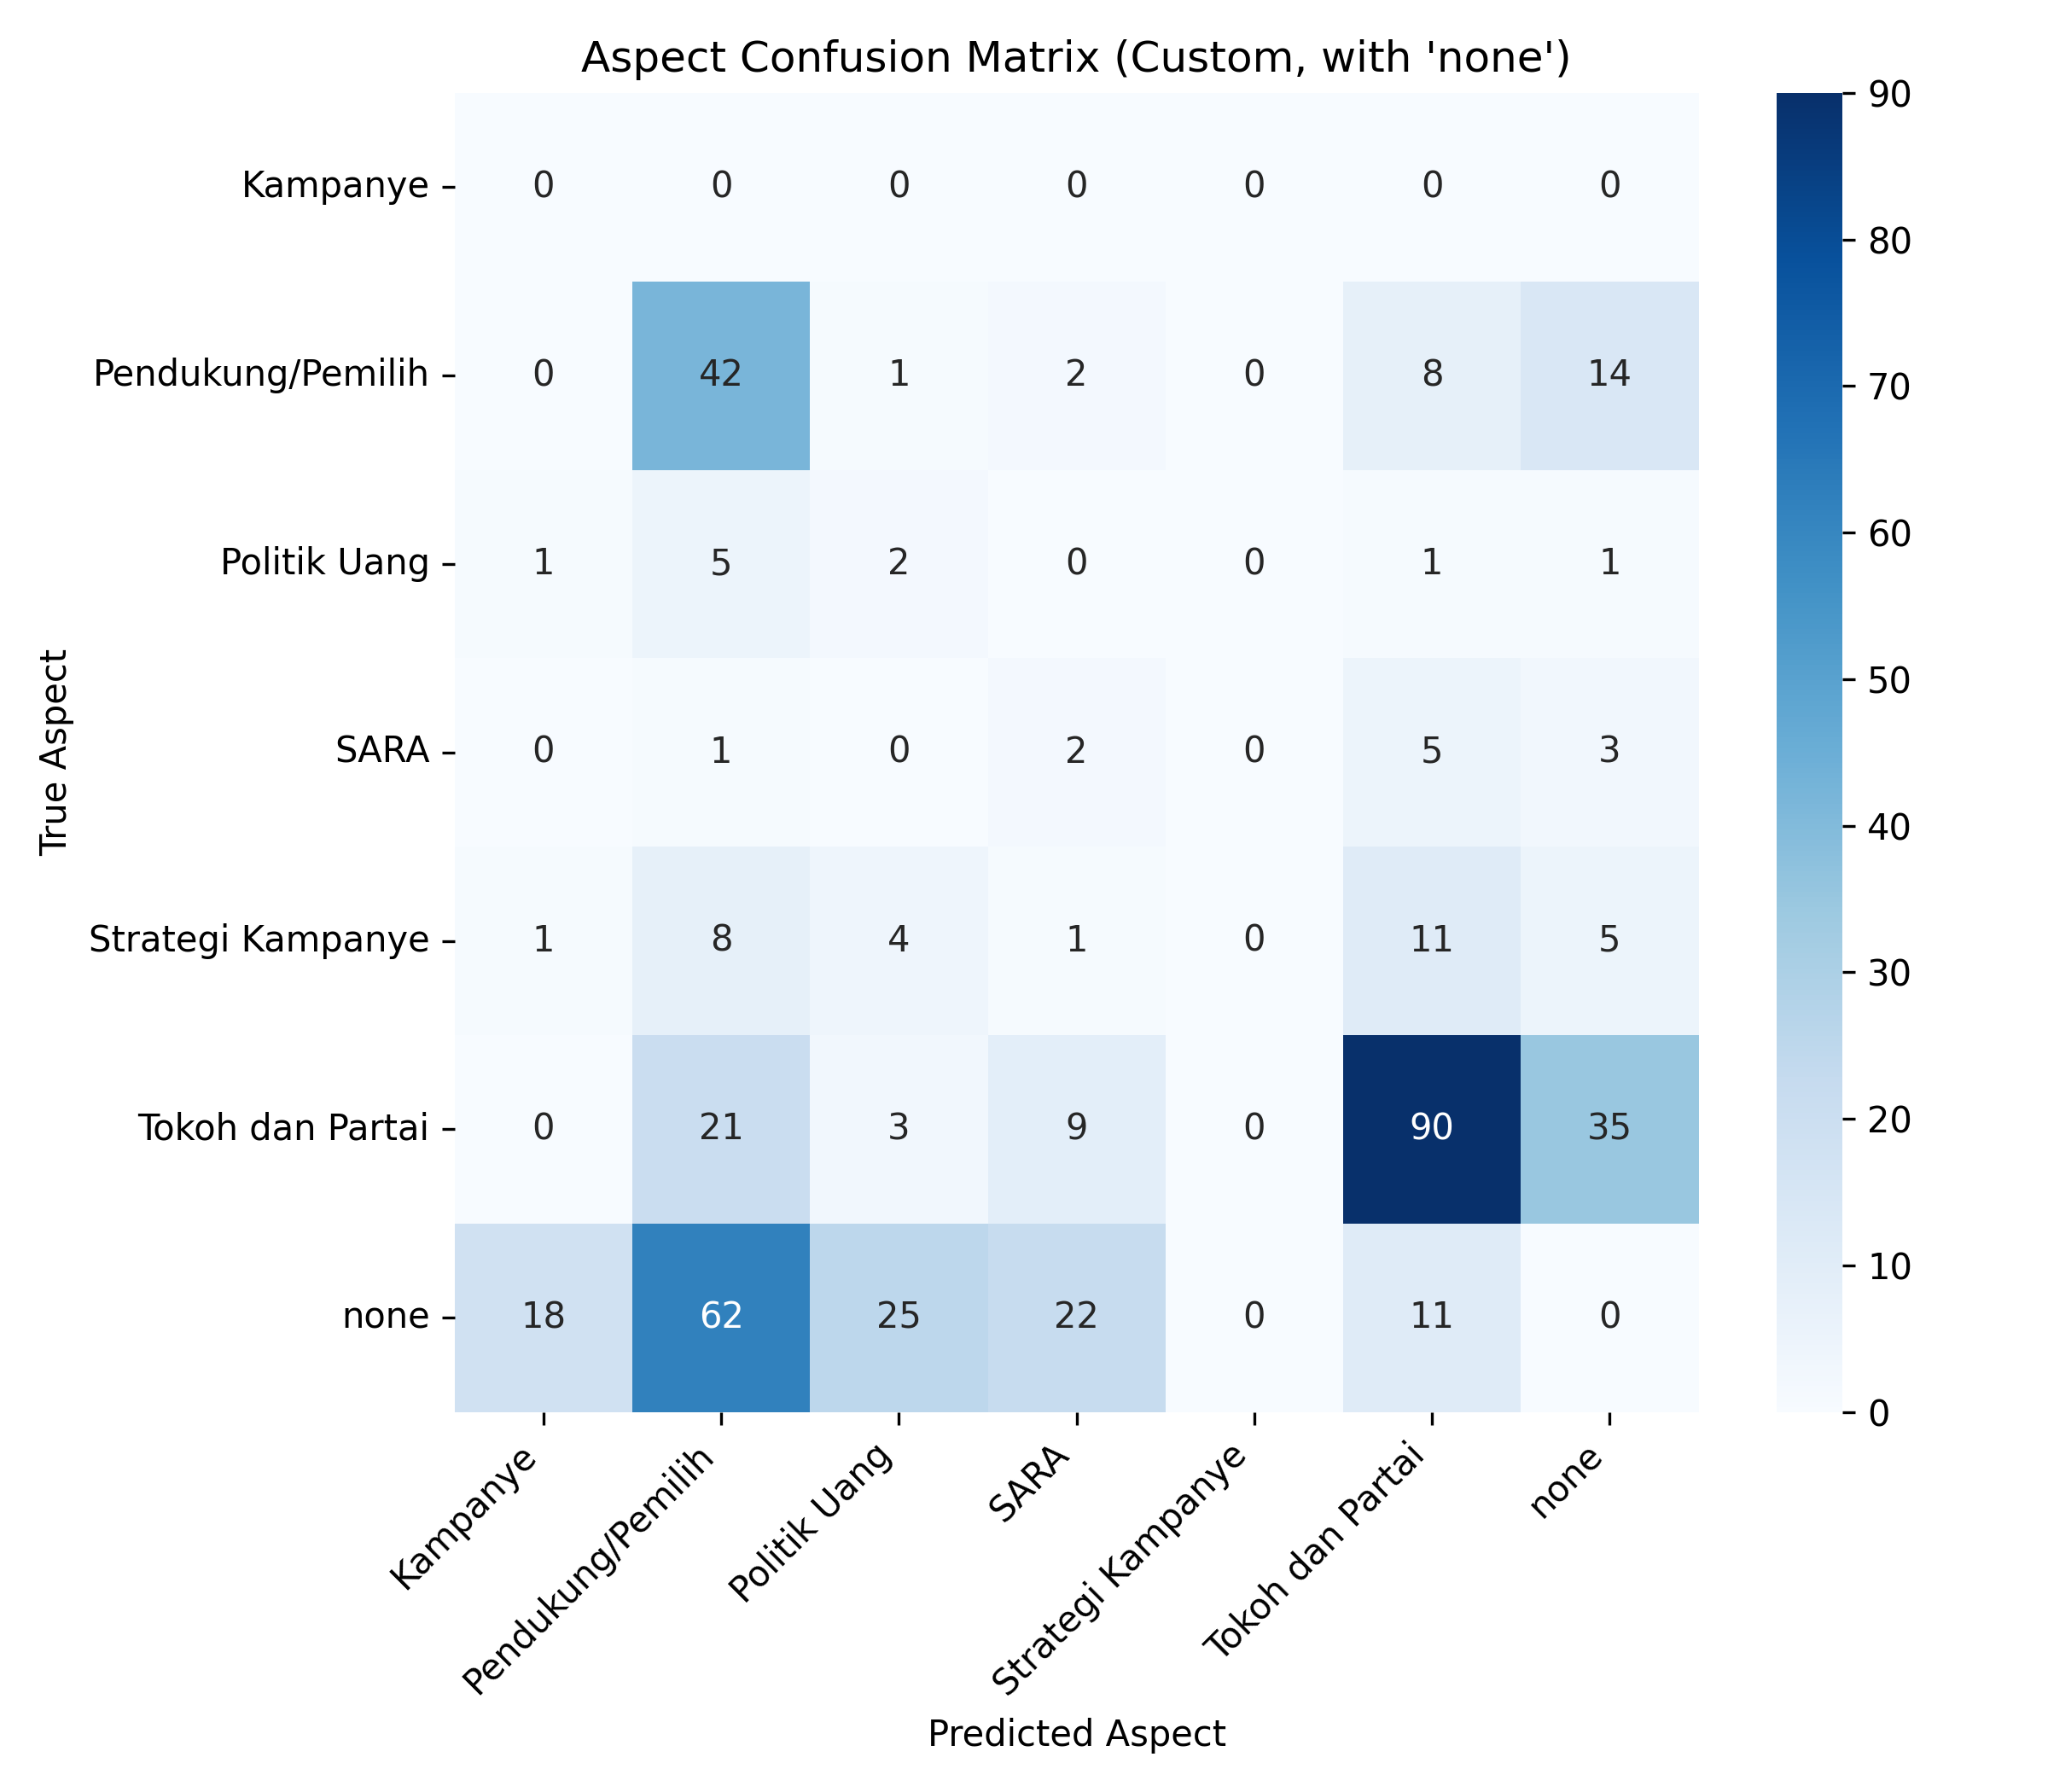 Aspect Confusion Matrix (Custom, with 'none')
True Aspect
Kampanye 0 0 0 0 0 0 0
Pendukung/Pemilih 0 42 1 2 0 8 14
Politik Uang 1 5 2 0 0 1 1
SARA 0 1 0 2 0 5 3
Strategi Kampanye 1 8 4 1 0 11 5
Tokoh dan Partai 0 21 3 9 0 90 35
none 18 62 25 22 0 11 0
Kampanye
Pendukung/Pemilih
Politik Uang
SARA
Strategi Kampanye
Tokoh dan Partai
none
Predicted Aspect
90
80
70
60
50
40
30
20
10
0